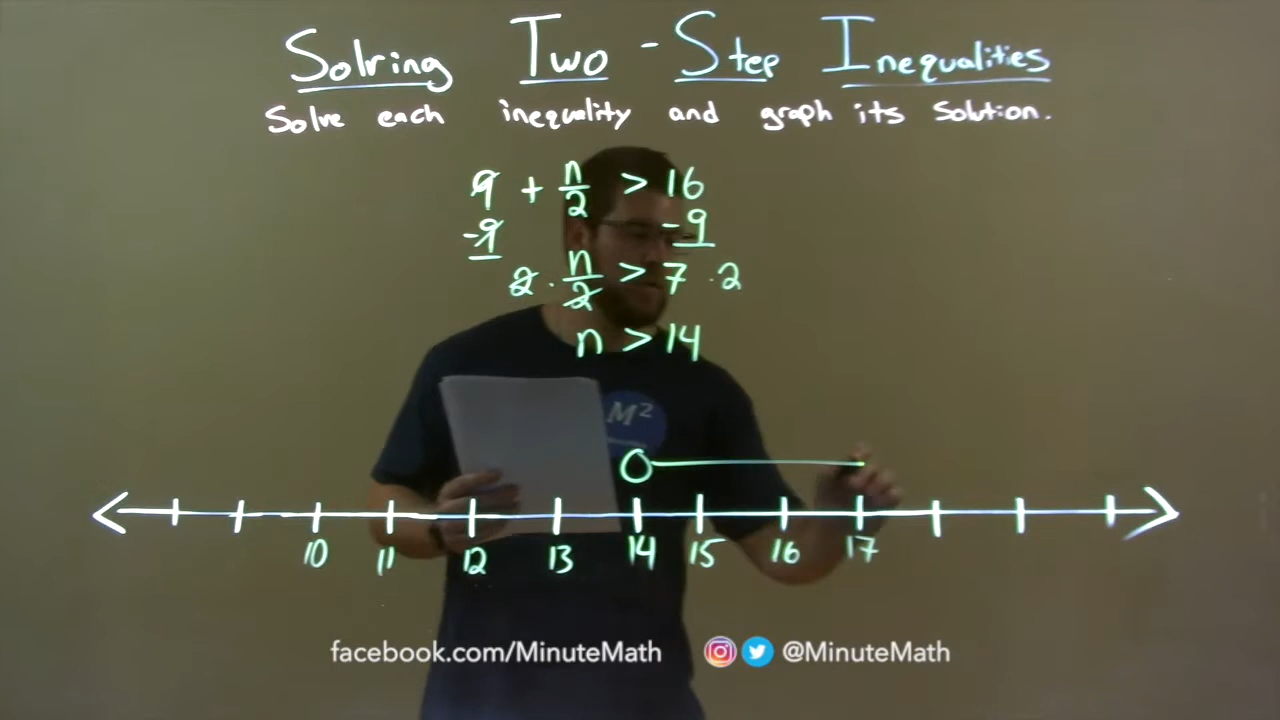 Solving Two-Step Inequalities
Solve each inequality and graph its solution.
9 + n/2 > 16
-9 -9
2 · n/2 > 7 · 2
n > 14
M²
10 11 12 13 14 15 16 17
facebook.com/MinuteMath @MinuteMath